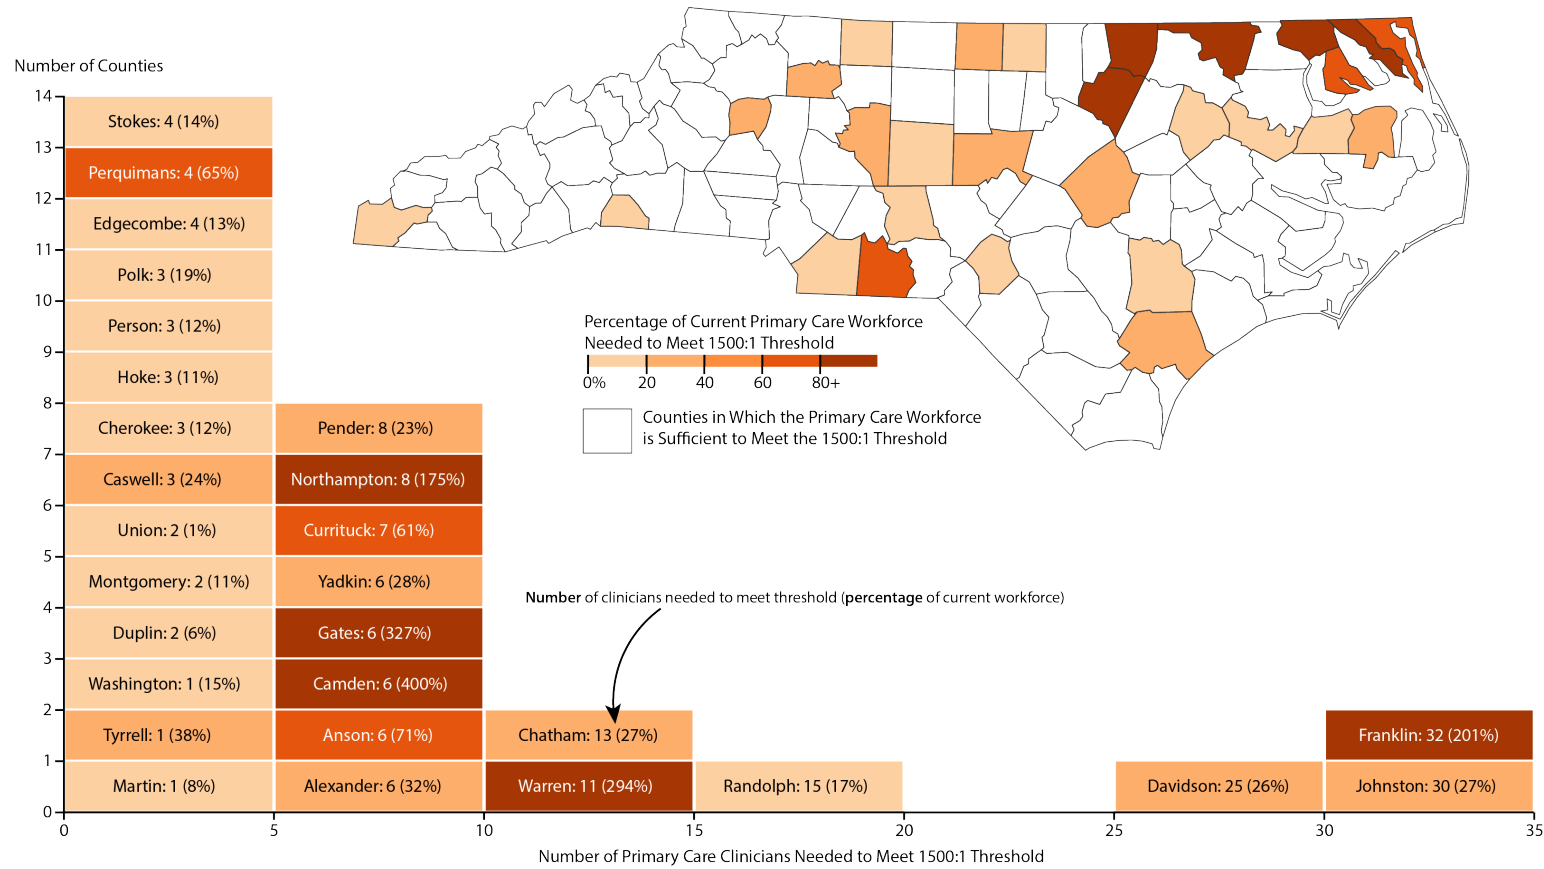 Number of Counties
14
13
12
11
10
9
8
7
6
5
4
3
2
1
0
Stokes: 4 (14%)
Perquimans: 4 (65%)
Edgecombe: 4 (13%)
Polk: 3 (19%)
Person: 3 (12%)
Hoke: 3 (11%)
Cherokee: 3 (12%)
Caswell: 3 (24%)
Union: 2 (1%)
Montgomery: 2 (11%)
Duplin: 2 (6%)
Washington: 1 (15%)
Tyrrell: 1 (38%)
Martin: 1 (8%)
Pender: 8 (23%)
Northampton: 8 (175%)
Currituck: 7 (61%)
Yadkin: 6 (28%)
Gates: 6 (327%)
Camden: 6 (400%)
Anson: 6 (71%)
Alexander: 6 (32%)
Chatham: 13 (27%)
Warren: 11 (294%)
Randolph: 15 (17%)
Davidson: 25 (26%)
Franklin: 32 (201%)
Johnston: 30 (27%)
Percentage of Current Primary Care Workforce
Needed to Meet 1500:1 Threshold
0% 20 40 60 80+
Counties in Which the Primary Care Workforce
is Sufficient to Meet the 1500:1 Threshold
Number of clinicians needed to meet threshold (percentage of current workforce)
0 5 10 15 20 25 30 35
Number of Primary Care Clinicians Needed to Meet 1500:1 Threshold